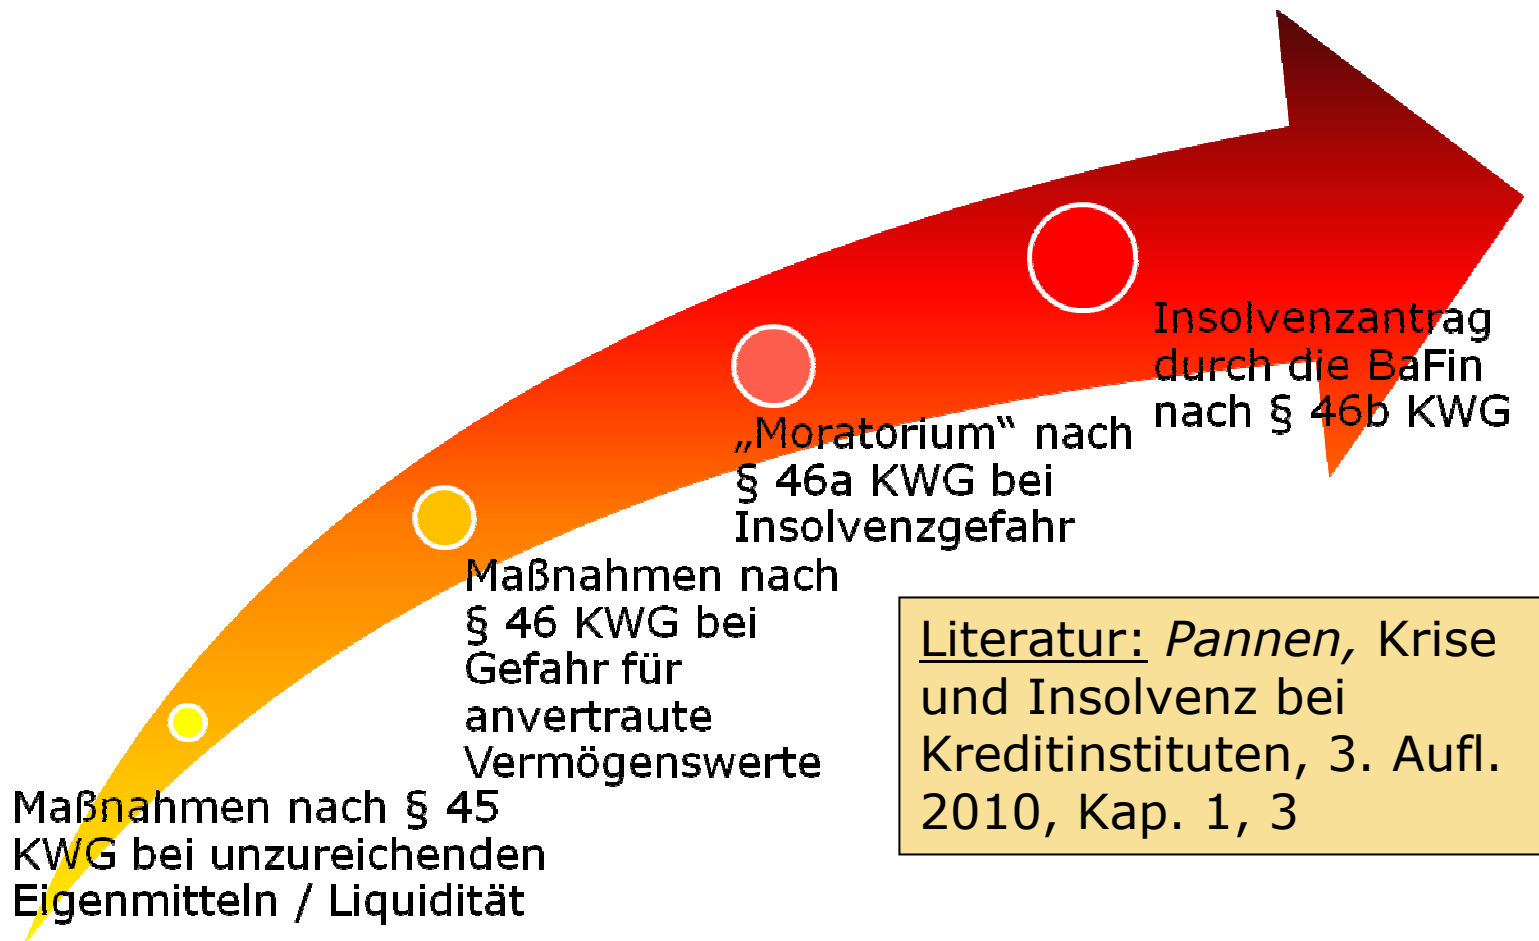 Insolvenzantrag
durch die BaFin
nach § 46b KWG
„Moratorium“ nach
§ 46a KWG bei
Insolvenzgefahr
Maßnahmen nach
§ 46 KWG bei
Gefahr für
anvertraute
Vermögenswerte
Maßnahmen nach § 45
KWG bei unzureichenden
Eigenmitteln / Liquidität
Literatur: Pannen, Krise
und Insolvenz bei
Kreditinstituten, 3. Aufl.
2010, Kap. 1, 3